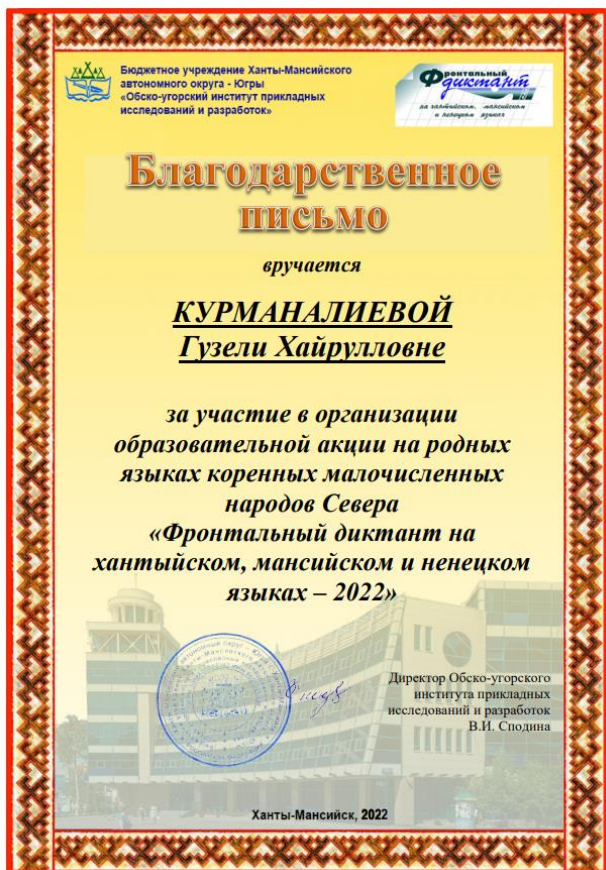 Бюджетное учреждение Ханты-Мансийского
автономного округа - Югры
«Обско-угорский институт прикладных
исследований и разработок»
Фронтальный
диктант
на хантыйском, мансийском
и ненецком языках
Благодарственное
письмо
вручается
КУРМАНАЛИЕВОЙ
Гузели Хайрулловне
за участие в организации
образовательной акции на родных
языках коренных малочисленных
народов Севера
«Фронтальный диктант на
хантыйском, мансийском и ненецком
языках – 2022»
Директор Обско-угорского
института прикладных
исследований и разработок
В.И. Сподина
Ханты-Мансийск, 2022